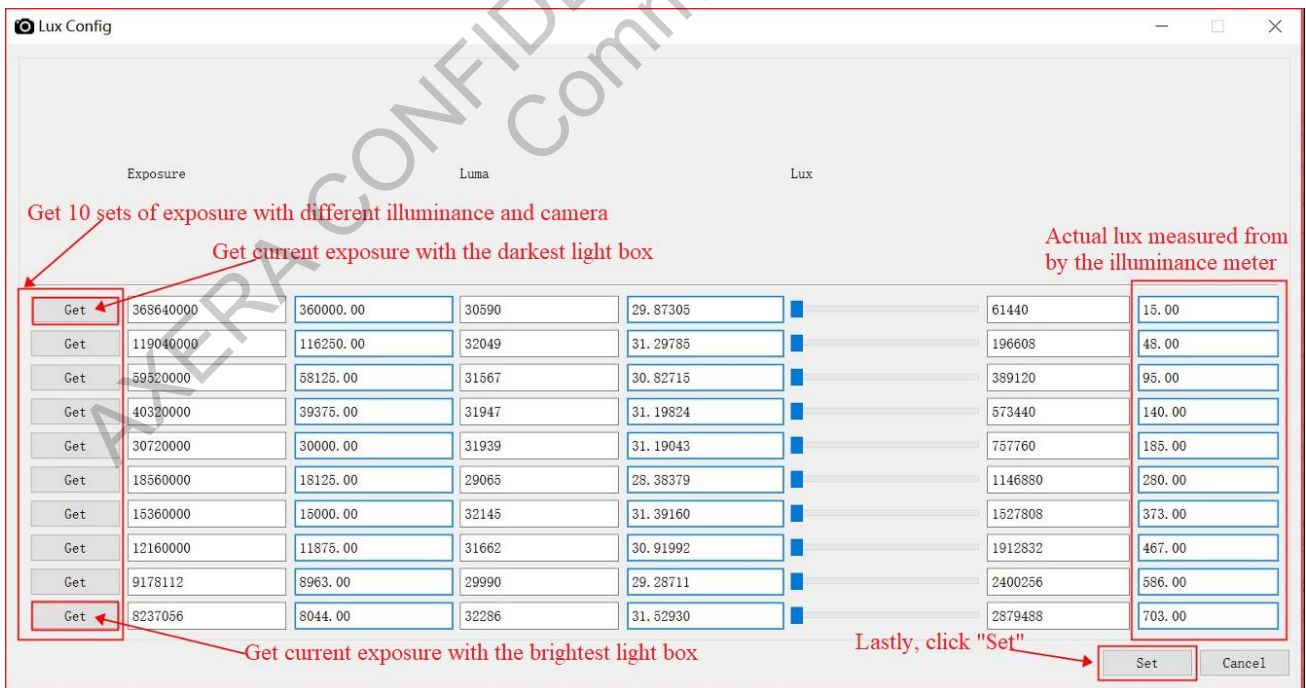 Lux Config
AXERA CONFIDE
Comm
Exposure Luma Lux
Get 10 sets of exposure with different illuminance and camera
Get current exposure with the darkest light box
Actual lux measured from
by the illuminance meter
Get 368640000 360000.00 30590 29.87305 61440 15.00
Get 119040000 116250.00 32049 31.29785 196608 48.00
Get 59520000 58125.00 31567 30.82715 389120 95.00
Get 40320000 39375.00 31947 31.19824 573440 140.00
Get 30720000 30000.00 31939 31.19043 757760 185.00
Get 18560000 18125.00 29065 28.38379 1146880 280.00
Get 15360000 15000.00 32145 31.39160 1527808 373.00
Get 12160000 11875.00 31662 30.91992 1912832 467.00
Get 9178112 8963.00 29990 29.28711 2400256 586.00
Get 8237056 8044.00 32286 31.52930 2879488 703.00
Get current exposure with the brightest light box
Lastly, click "Set"
Set Cancel